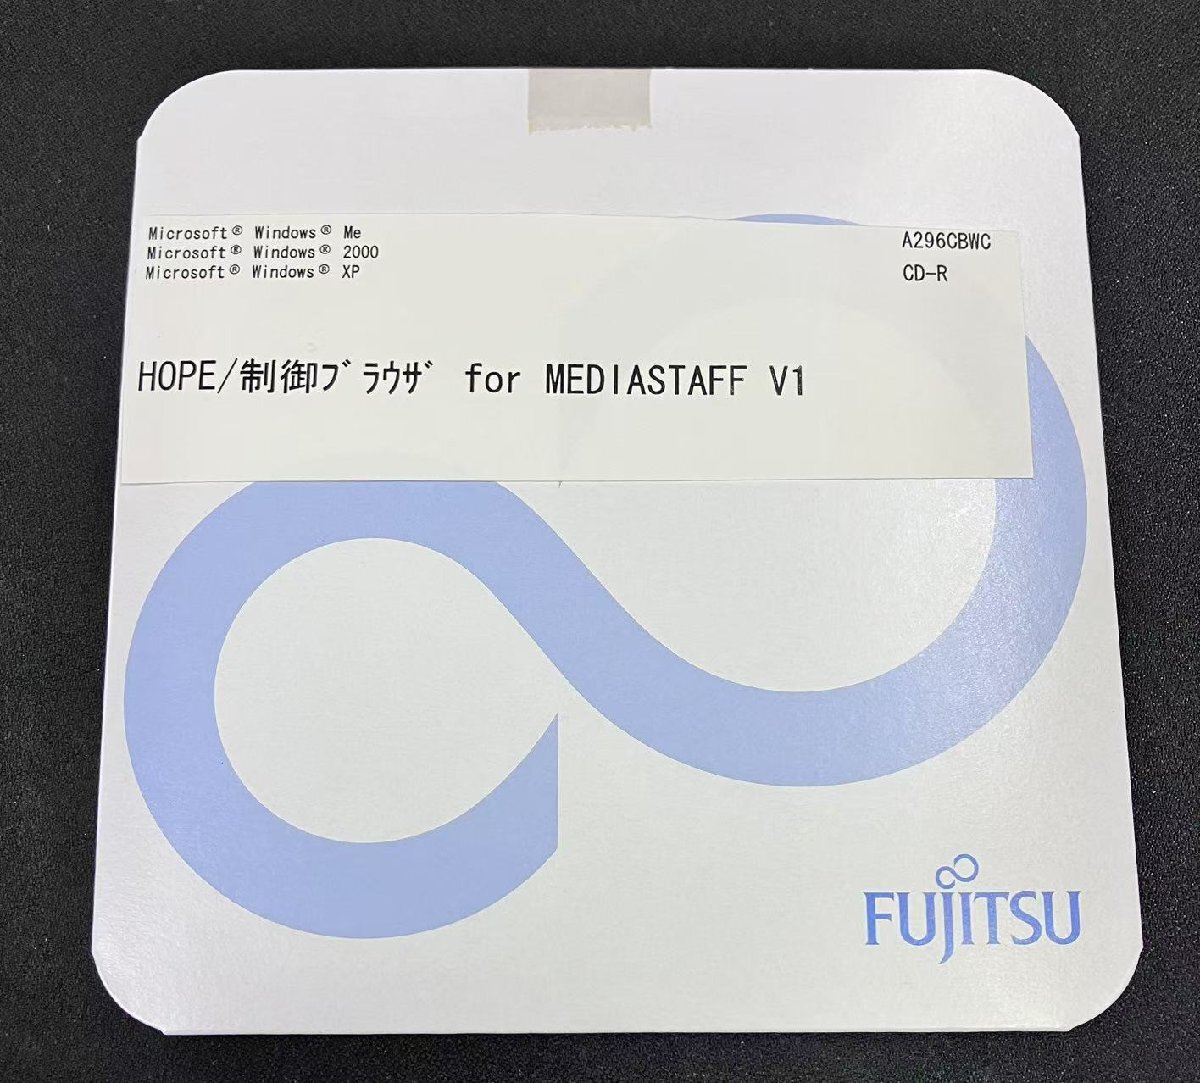 Microsoft® Windows® Me
Microsoft® Windows® 2000
Microsoft® Windows® XP
A296CBWC
CD-R
HOPE/制御ﾌﾞﾗｳｻﾞ for MEDIASTAFF V1
FUJITSU